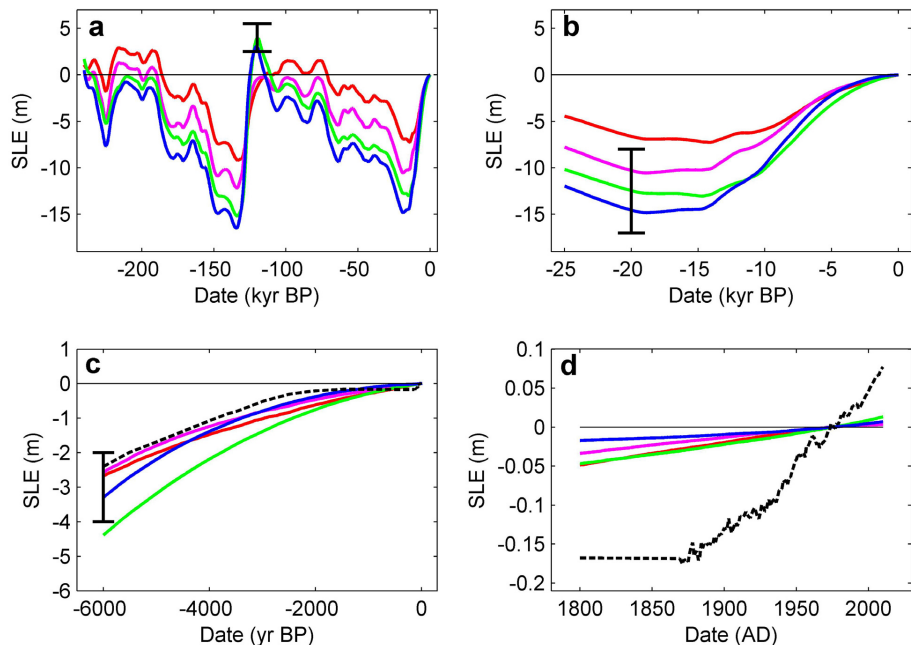 a
5
0
-5
-10
-15
SLE (m)
-200 -150 -100 -50 0
Date (kyr BP)
b
5
0
-5
-10
-15
SLE (m)
-25 -20 -15 -10 -5 0
Date (kyr BP)
c
1
0
-1
-2
-3
-4
-5
-6
SLE (m)
-6000 -4000 -2000 0
Date (yr BP)
d
0.1
0.05
0
-0.05
-0.1
-0.15
-0.2
SLE (m)
1800 1850 1900 1950 2000
Date (AD)